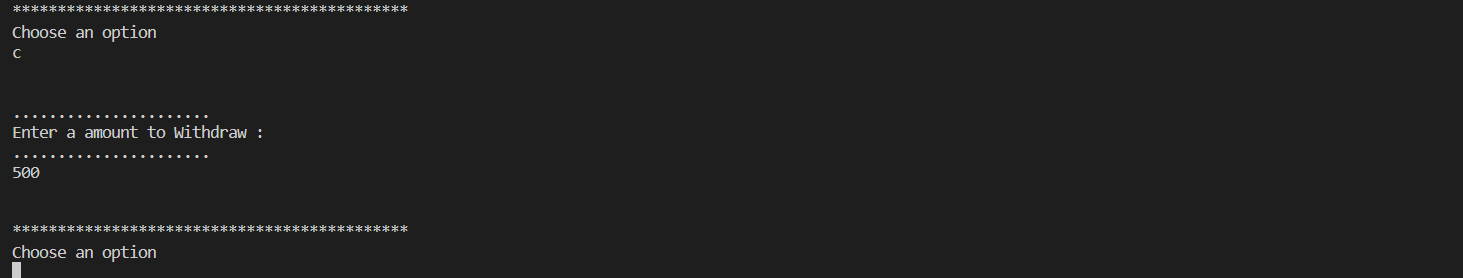 ********************************************
Choose an option
c
......................
Enter a amount to Withdraw :
......................
500
********************************************
Choose an option